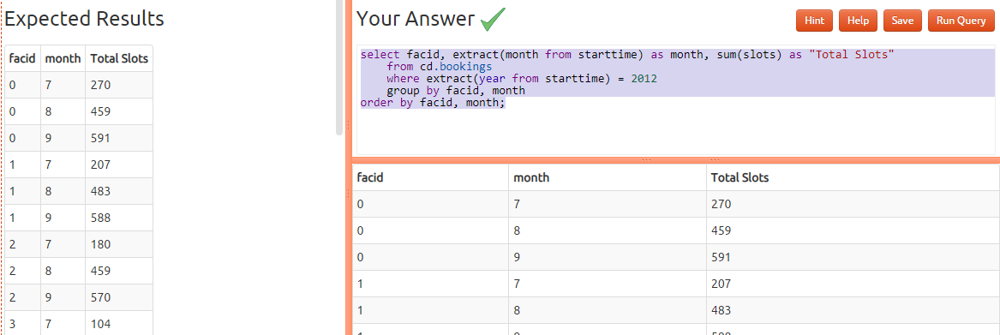 Expected Results
facid month Total Slots
0 7 270
0 8 459
0 9 591
1 7 207
1 8 483
1 9 588
2 7 180
2 8 459
2 9 570
3 7 104
Your Answer
Hint Help Save Run Query
select facid, extract(month from starttime) as month, sum(slots) as "Total Slots"
from cd.bookings
where extract(year from starttime) = 2012
group by facid, month
order by facid, month;
facid month Total Slots
0 7 270
0 8 459
0 9 591
1 7 207
1 8 483